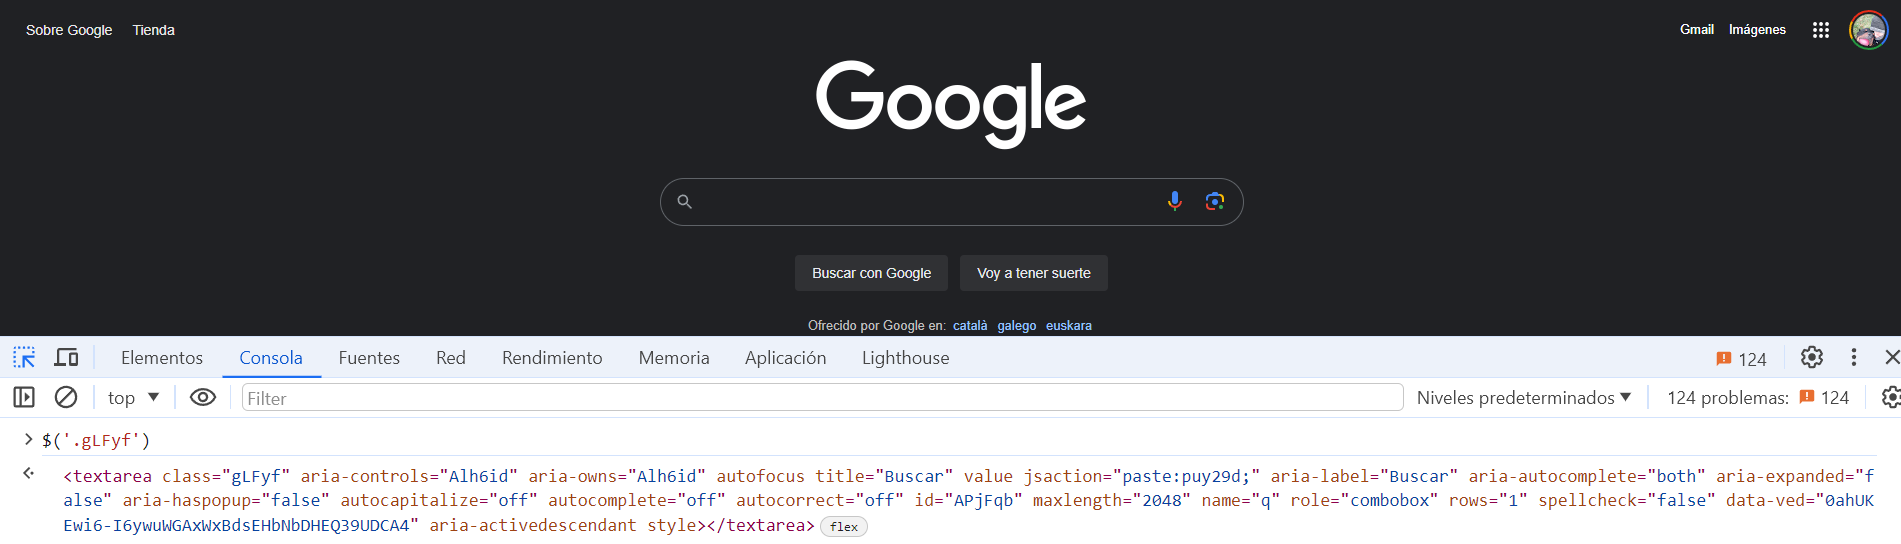 Sobre Google Tienda Gmail Imágenes
Google
Buscar con Google Voy a tener suerte
Ofrecido por Google en: català galego euskara
Elementos Consola Fuentes Red Rendimiento Memoria Aplicación Lighthouse 124
top Filter Niveles predeterminados 124 problemas: 124
> $('.gLFyf')
<textarea class="gLFyf" aria-controls="Alh6id" aria-owns="Alh6id" autofocus title="Buscar" value jsaction="paste:puy29d;" aria-label="Buscar" aria-autocomplete="both" aria-expanded="f
alse" aria-haspopup="false" autocapitalize="off" autocomplete="off" autocorrect="off" id="APjFqb" maxlength="2048" name="q" role="combobox" rows="1" spellcheck="false" data-ved="0ahUK
Ewi6-I6ywuWGAxWxBdsEHbNbDHEQ39UDCA4" aria-activedescendant style></textarea> flex